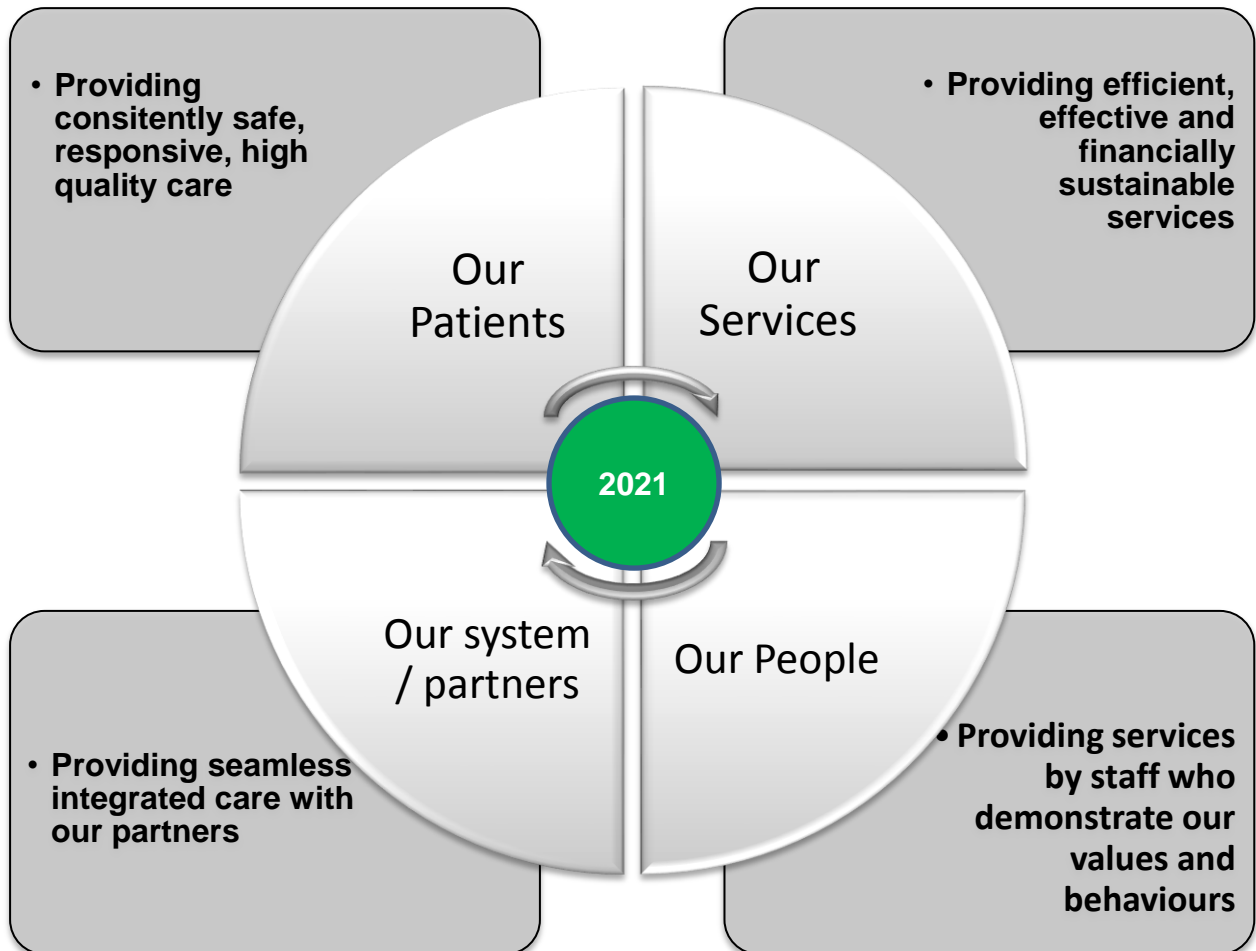 • Providing
consitently safe,
responsive, high
quality care
• Providing efficient,
effective and
financially
sustainable
services
Our
Patients
Our
Services
2021
Our system
/ partners
Our People
• Providing seamless
integrated care with
our partners
• Providing services
by staff who
demonstrate our
values and
behaviours